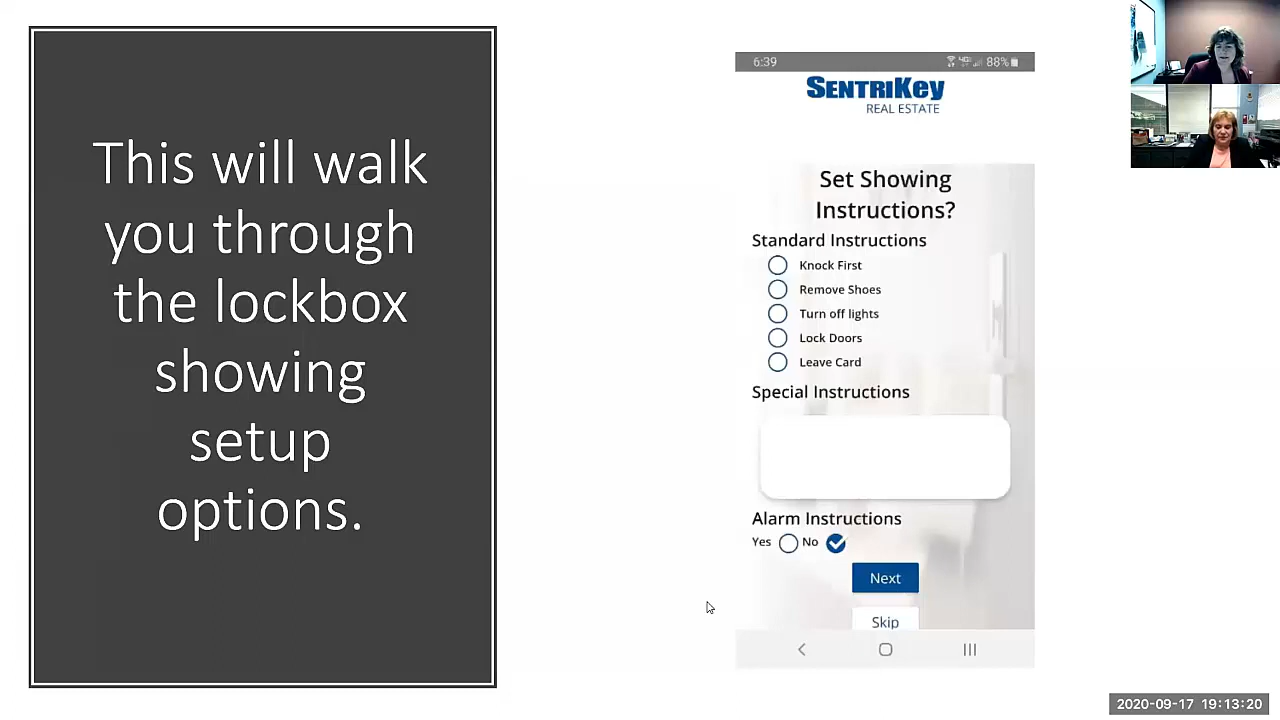 This will walk
you through
the lockbox
showing
setup
options.
6:39
88%
SENTRIKEY
REAL ESTATE
Set Showing
Instructions?
Standard Instructions
Knock First
Remove Shoes
Turn off lights
Lock Doors
Leave Card
Special Instructions
Alarm Instructions
Yes No
Next
Skip
2020-09-17 19:13:20